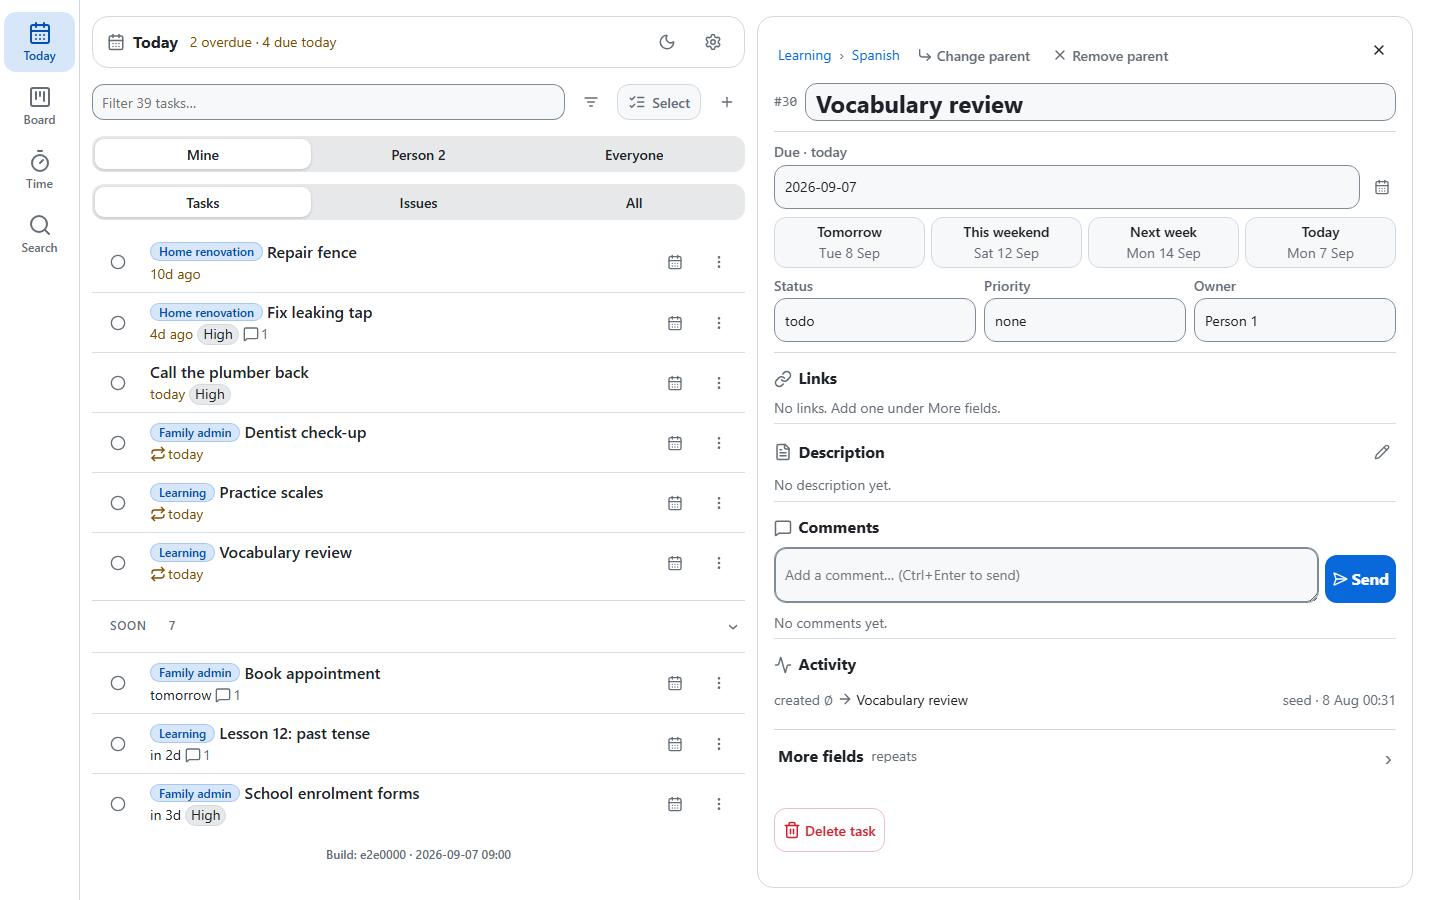 Today
Board
Time
Search
Today 2 overdue · 4 due today
Filter 39 tasks...
Select
Mine Person 2 Everyone
Tasks Issues All
Home renovation Repair fence
10d ago
Home renovation Fix leaking tap
4d ago High 1
Call the plumber back
today High
Family admin Dentist check-up
today
Learning Practice scales
today
Learning Vocabulary review
today
SOON 7
Family admin Book appointment
tomorrow 1
Learning Lesson 12: past tense
in 2d 1
Family admin School enrolment forms
in 3d High
Build: e2e0000 · 2026-09-07 09:00
Learning › Spanish Change parent Remove parent
#30 Vocabulary review
Due · today
2026-09-07
Tomorrow This weekend Next week Today
Tue 8 Sep Sat 12 Sep Mon 14 Sep Mon 7 Sep
Status Priority Owner
todo none Person 1
Links
No links. Add one under More fields.
Description
No description yet.
Comments
Add a comment... (Ctrl+Enter to send)
Send
No comments yet.
Activity
created Ø → Vocabulary review seed · 8 Aug 00:31
More fields repeats
Delete task